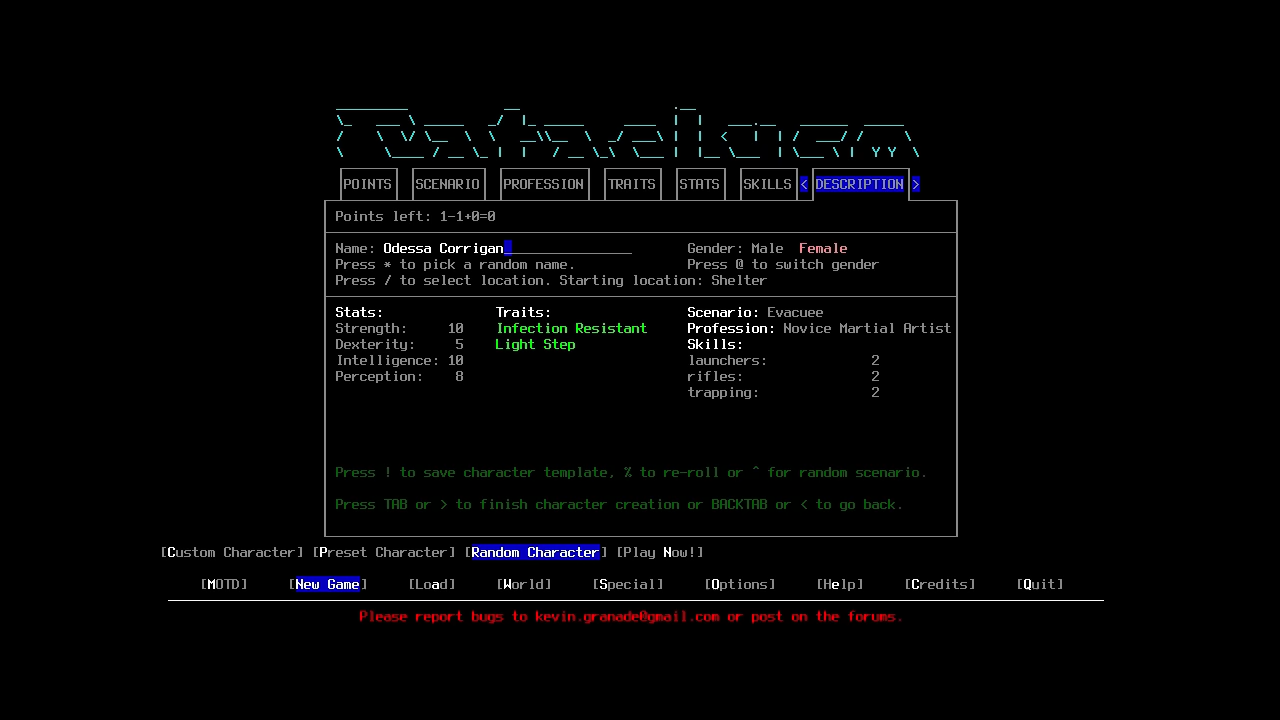 POINTS SCENARIO PROFESSION TRAITS STATS SKILLS < DESCRIPTION >
Points left: 1-1+0=0
Name: Odessa Corrigan_______________ Gender: Male Female
Press * to pick a random name. Press @ to switch gender
Press / to select location. Starting location: Shelter
Stats: Traits: Scenario: Evacuee
Strength: 10 Infection Resistant Profession: Novice Martial Artist
Dexterity: 5 Light Step Skills:
Intelligence: 10 launchers: 2
Perception: 8 rifles: 2
trapping: 2
Press ! to save character template, % to re-roll or ^ for random scenario.
Press TAB or > to finish character creation or BACKTAB or < to go back.
[Custom Character] [Preset Character] [Random Character] [Play Now!]
[MOTD] [New Game] [Load] [World] [Special] [Options] [Help] [Credits] [Quit]
Please report bugs to kevin.granade@gmail.com or post on the forums.